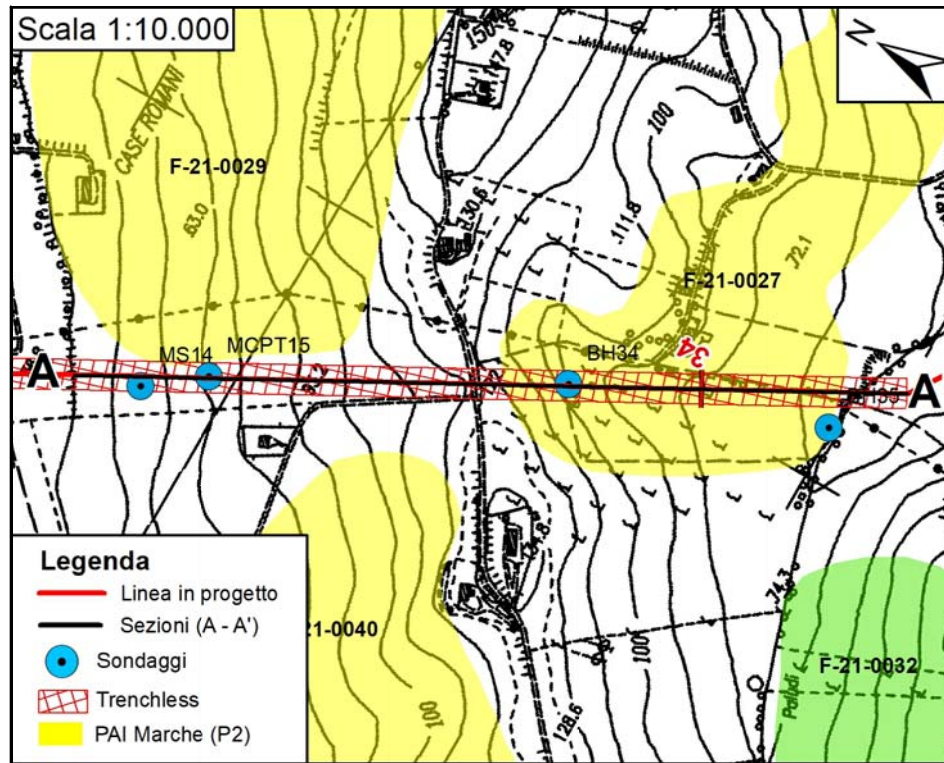 Scala 1:10.000
N
150
147.8
CASE ROMANI
F-21-0029
100
63.0
130.6
111.8
72.1
F-21-0027
MS14
MCPT15
BH34
34
A
A
74.3
Legenda
Linea in progetto
Sezioni (A - A')
21-0040
100
F-21-0032
Sondaggi
Paludi
Trenchless
100
128.6
PAI Marche (P2)